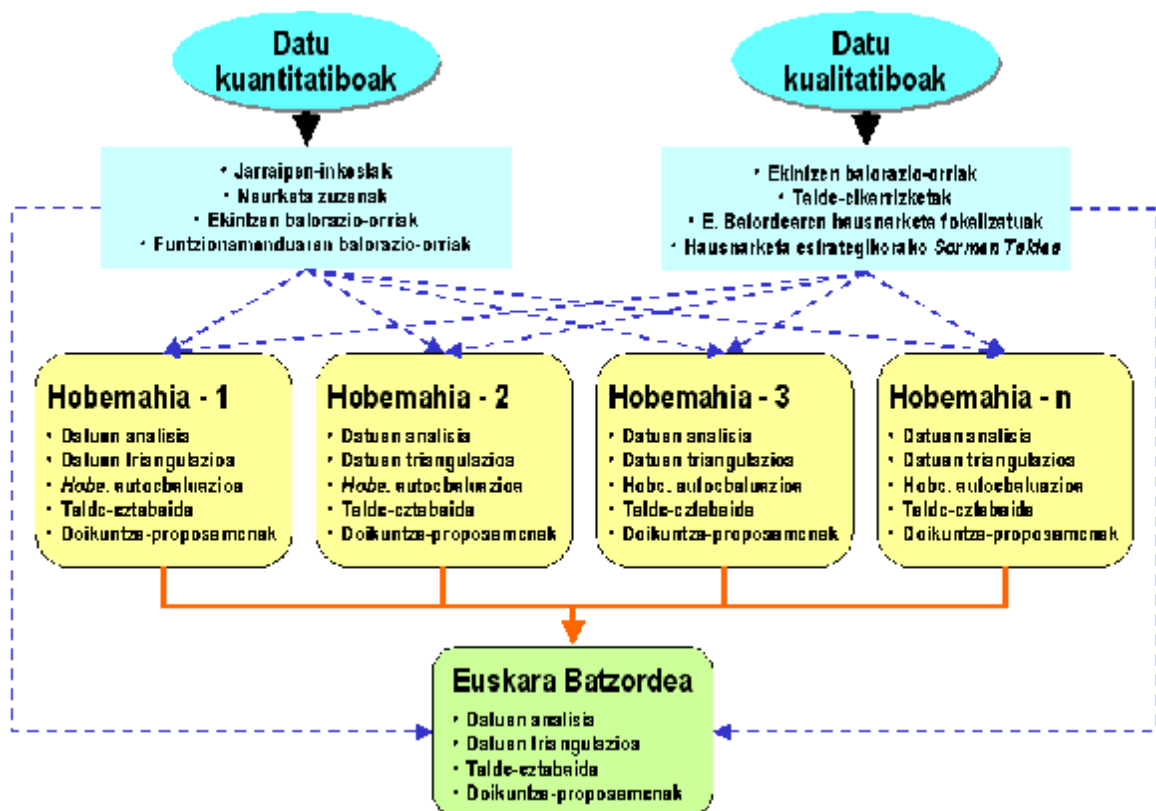 Datu
kuantitatiboak
Datu
kualitatiboak
• Jarraipen-inkestak
• Neurketa zuzenak
• Ekintzen balorazio-orriak
• Funtzionamenduaren balorazio-orriak
• Ekintzen balorazio-orriak
• Talde-elkarrizketak
• E. Batordearen hausnarketa fokalizatuak
• Hausnarketa estrategikorako Sormen Taldea
Hobemahia - 1
• Datuen analisia
• Datuen triangulazioa
• Hobe. autoebaluazioa
• Talde-eztabaida
• Doikuntza-proposamenak
Hobemahia - 2
• Datuen analisia
• Datuen triangulazioa
• Hobe. autoebaluazioa
• Talde-eztabaida
• Doikuntza-proposamenak
Hobemahia - 3
• Datuen analisia
• Datuen triangulazioa
• Hobe. autoebaluazioa
• Talde-eztabaida
• Doikuntza-proposamenak
Hobemahia - n
• Datuen analisia
• Datuen triangulazioa
• Hobe. autoebaluazioa
• Talde-eztabaida
• Doikuntza-proposamenak
Euskara Batzordea
• Datuen analisia
• Datuen triangulazioa
• Talde-eztabaida
• Doikuntza-proposamenak